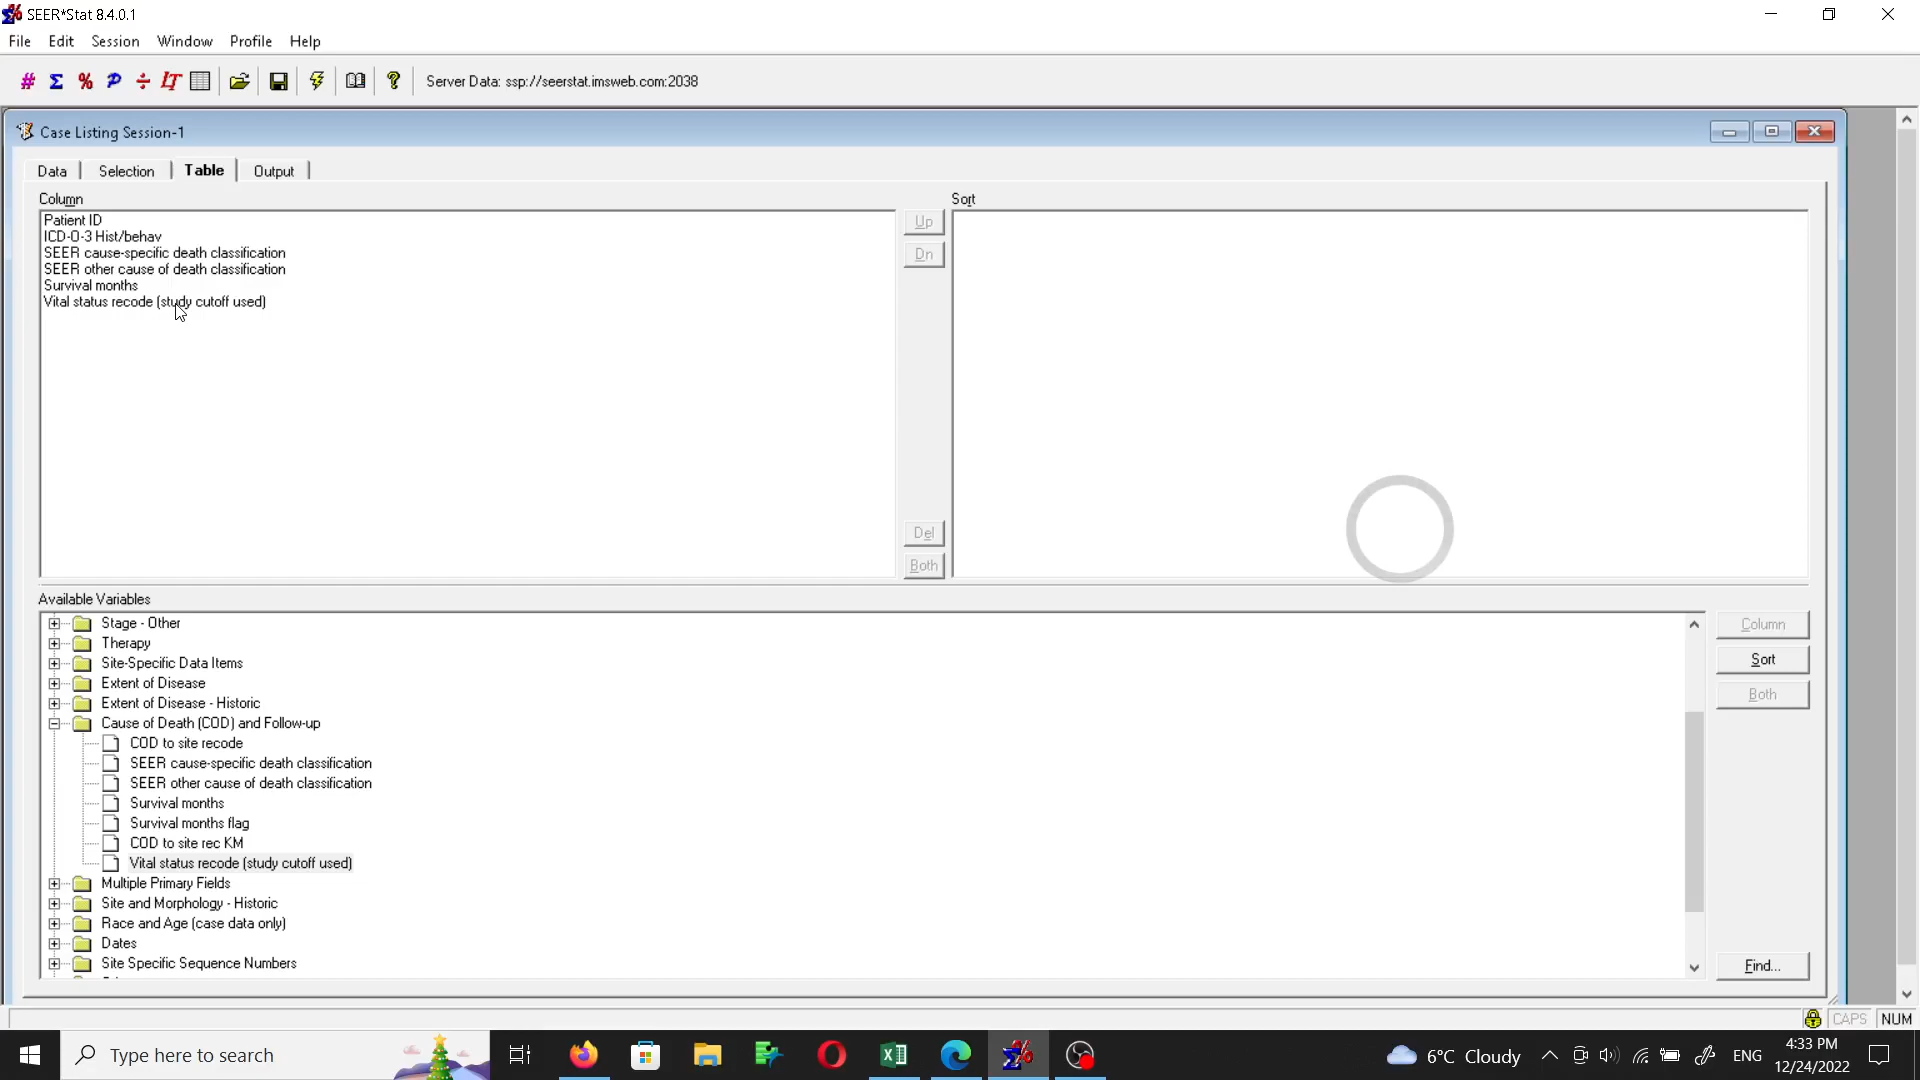 SEER*Stat 8.4.0.1
File Edit Session Window Profile Help
Server Data: ssp://seerstat.imsweb.com:2038
Case Listing Session-1
Data Selection Table Output
Column
Sort
Patient ID
ICD-O-3 Hist/behav
SEER cause-specific death classification
SEER other cause of death classification
Survival months
Vital status recode (study cutoff used)
Up
Dn
Del
Both
Available Variables
Stage - Other
Therapy
Site-Specific Data Items
Extent of Disease
Extent of Disease - Historic
Cause of Death (COD) and Follow-up
COD to site recode
SEER cause-specific death classification
SEER other cause of death classification
Survival months
Survival months flag
COD to site rec KM
Vital status recode (study cutoff used)
Multiple Primary Fields
Site and Morphology - Historic
Race and Age (case data only)
Dates
Site Specific Sequence Numbers
Column
Sort
Both
Find...
CAPS NUM
Type here to search
6°C Cloudy
ENG
4:33 PM
12/24/2022